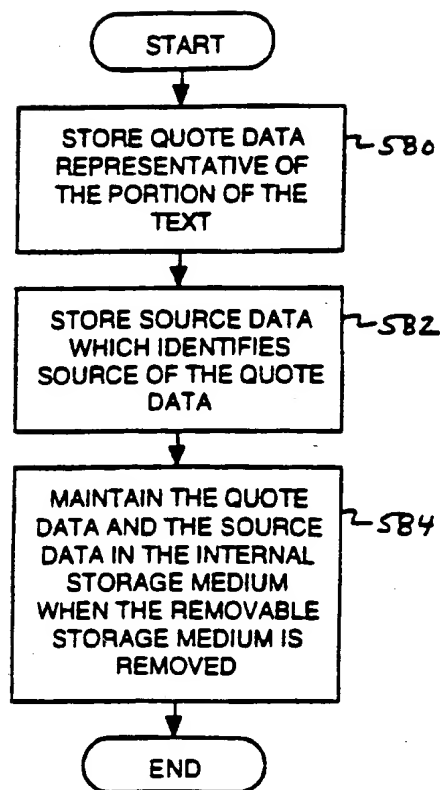 START
STORE QUOTE DATA
REPRESENTATIVE OF
THE PORTION OF THE
TEXT
580
STORE SOURCE DATA
WHICH IDENTIFIES
SOURCE OF THE QUOTE
DATA
582
MAINTAIN THE QUOTE
DATA AND THE SOURCE
DATA IN THE INTERNAL
STORAGE MEDIUM
WHEN THE REMOVABLE
STORAGE MEDIUM IS
REMOVED
584
END